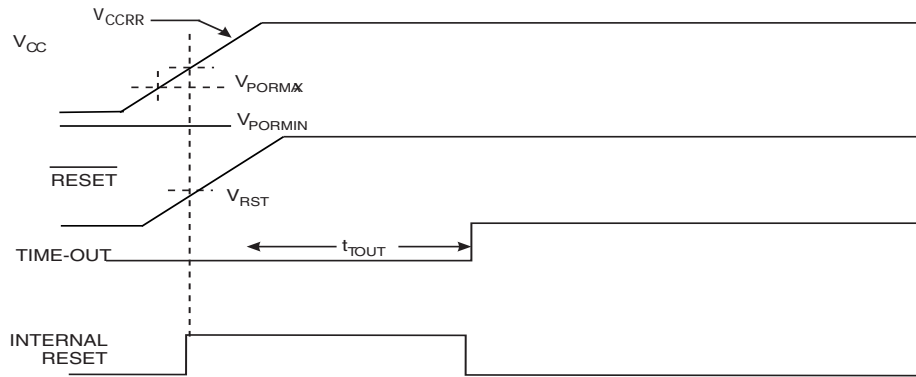 VCCRR
VCC
VPORMAX
VPORMIN
RESET
VRST
tTOUT
TIME-OUT
INTERNAL
RESET